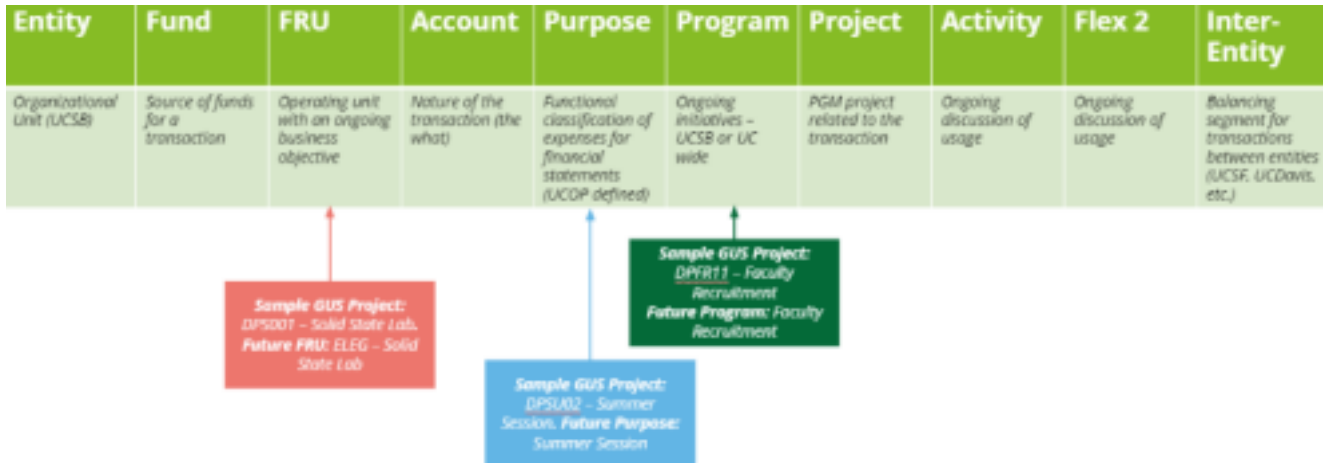 Entity
Fund
FRU
Account
Purpose
Program
Project
Activity
Flex 2
Inter-
Entity
Organizational
Unit (UCSB)
Source of funds
for a
transaction
Operating unit
with an ongoing
business
objective
Nature of the
transaction (the
what)
Functional
classification of
expenses for
financial
statements
(UCOP defined)
Ongoing
initiatives –
UCSB or UC
wide
PGM project
related to the
transaction
Ongoing
discussion of
usage
Ongoing
discussion of
usage
Balancing
segment for
transactions
between entities
(UCSF, UCDavis,
etc.)
Sample GUS Project:
DPSO01 – Solid State Lab.
Future FRU: ELEG – Solid
State Lab
Sample GUS Project:
DPSU02 – Summer
Session. Future Purpose:
Summer Session
Sample GUS Project:
DPFR11 – Faculty
Recruitment
Future Program: Faculty
Recruitment